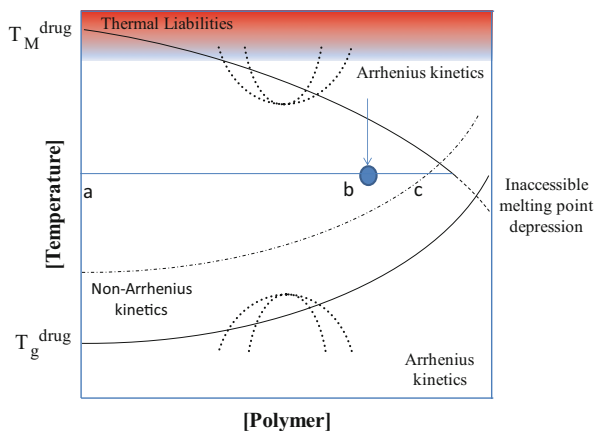 Thermal Liabilities
T_M^drug
Arrhenius kinetics
[Temperature]
a
b
c
Inaccessible
melting point
depression
Non-Arrhenius
kinetics
T_g^drug
Arrhenius
kinetics
[Polymer]